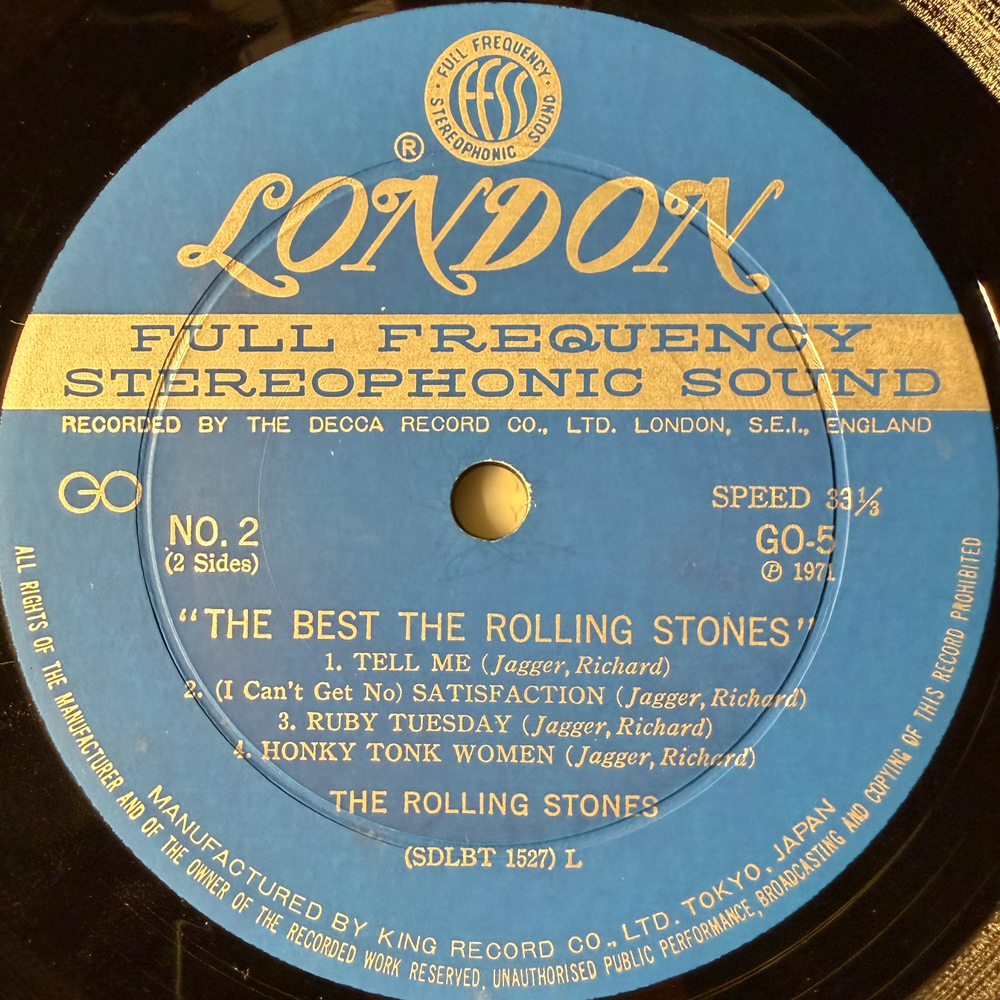 FULL FREQUENCY
STEREOPHONIC SOUND
FFSS
®
LONDON
FULL FREQUENCY
STEREOPHONIC SOUND
RECORDED BY THE DECCA RECORD CO., LTD. LONDON, S.E.I., ENGLAND
GO
SPEED 33⅓
NO. 2
(2 Sides)
GO-5
℗ 1971
"THE BEST THE ROLLING STONES"
1. TELL ME (Jagger, Richard)
2. (I Can't Get No) SATISFACTION (Jagger, Richard)
3. RUBY TUESDAY (Jagger, Richard)
4. HONKY TONK WOMEN (Jagger, Richard)
THE ROLLING STONES
(SDLBT 1527) L
MANUFACTURED BY KING RECORD CO., LTD. TOKYO, JAPAN
ALL RIGHTS OF THE MANUFACTURER AND OF THE OWNER OF THE RECORDED WORK RESERVED, UNAUTHORISED PUBLIC PERFORMANCE, BROADCASTING AND COPYING OF THIS RECORD PROHIBITED